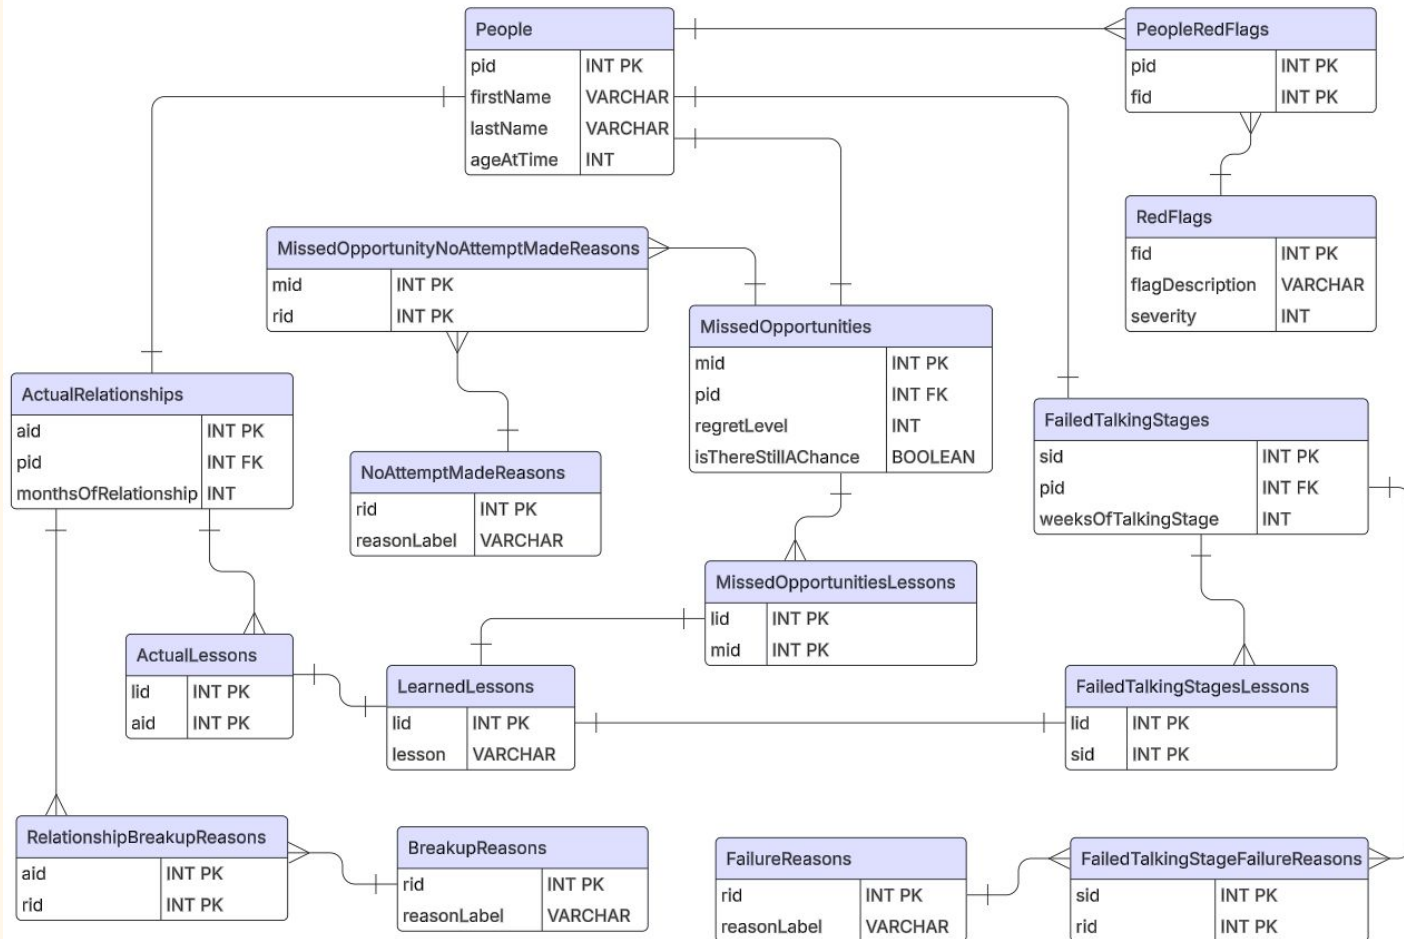 People
pid INT PK
firstName VARCHAR
lastName VARCHAR
ageAtTime INT
PeopleRedFlags
pid INT PK
fid INT PK
RedFlags
fid INT PK
flagDescription VARCHAR
severity INT
MissedOpportunityNoAttemptMadeReasons
mid INT PK
rid INT PK
MissedOpportunities
mid INT PK
pid INT FK
regretLevel INT
isThereStillAChance BOOLEAN
ActualRelationships
aid INT PK
pid INT FK
monthsOfRelationship INT
NoAttemptMadeReasons
rid INT PK
reasonLabel VARCHAR
FailedTalkingStages
sid INT PK
pid INT FK
weeksOfTalkingStage INT
MissedOpportunitiesLessons
lid INT PK
mid INT PK
ActualLessons
lid INT PK
aid INT PK
LearnedLessons
lid INT PK
lesson VARCHAR
FailedTalkingStagesLessons
lid INT PK
sid INT PK
RelationshipBreakupReasons
aid INT PK
rid INT PK
BreakupReasons
rid INT PK
reasonLabel VARCHAR
FailureReasons
rid INT PK
reasonLabel VARCHAR
FailedTalkingStageFailureReasons
sid INT PK
rid INT PK